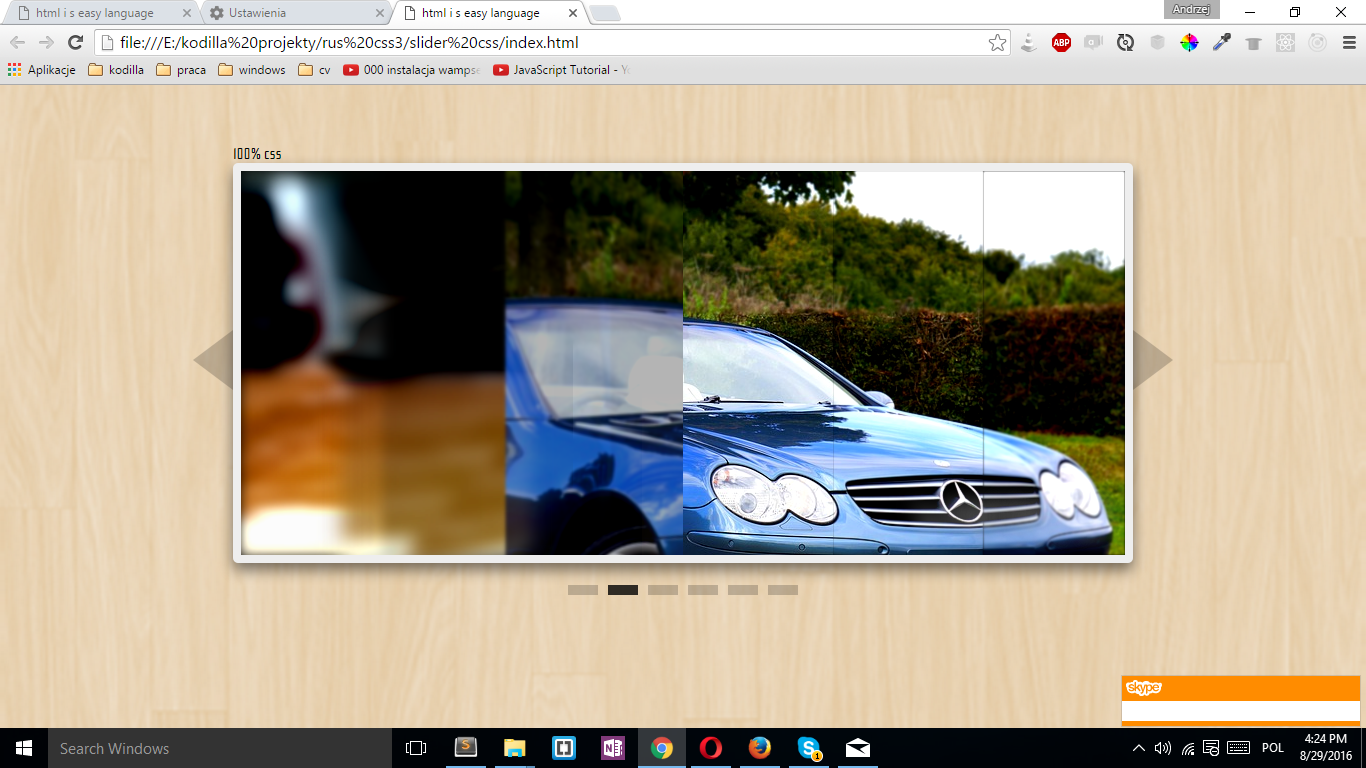 html i s easy language
Ustawienia
html i s easy language
Andrzej
file:///E:/kodilla%20projekty/rus%20css3/slider%20css/index.html
ABP
Aplikacje
kodilla
praca
windows
cv
000 instalacja wampse
JavaScript Tutorial - Y
100% css
skype
Search Windows
S
N
S
1
POL
4:24 PM
8/29/2016